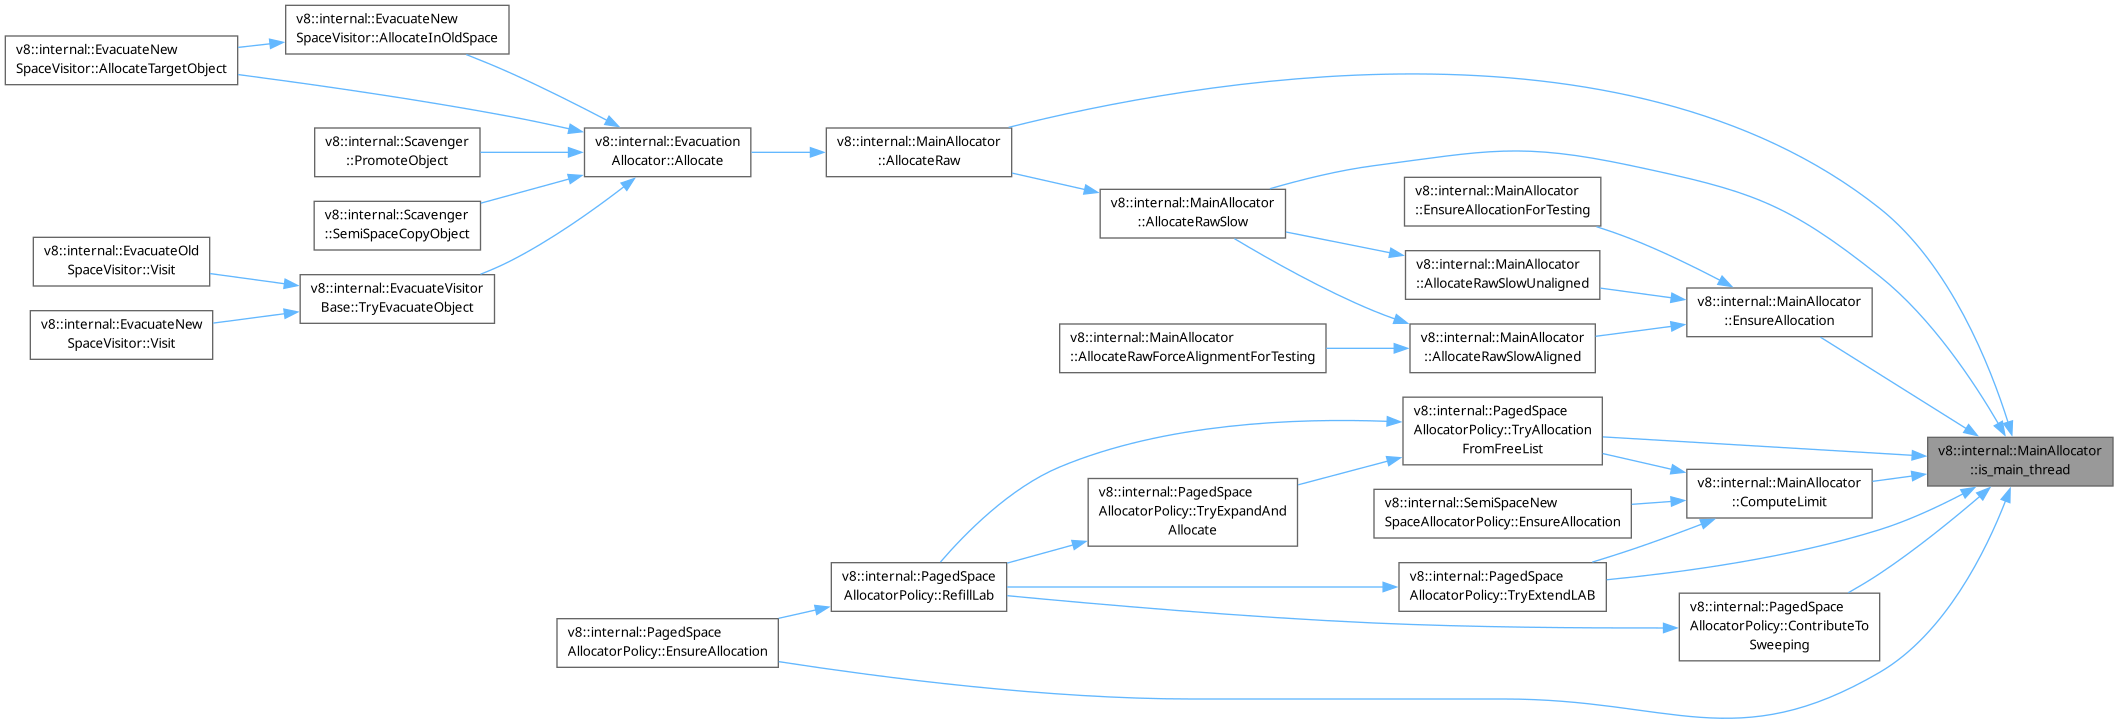 v8::internal::EvacuateNew
SpaceVisitor::AllocateInOldSpace
v8::internal::EvacuateNew
SpaceVisitor::AllocateTargetObject
v8::internal::Scavenger
::PromoteObject
v8::internal::Evacuation
Allocator::Allocate
v8::internal::MainAllocator
::AllocateRaw
v8::internal::Scavenger
::SemiSpaceCopyObject
v8::internal::EvacuateOld
SpaceVisitor::Visit
v8::internal::EvacuateVisitor
Base::TryEvacuateObject
v8::internal::EvacuateNew
SpaceVisitor::Visit
v8::internal::MainAllocator
::AllocateRawSlow
v8::internal::MainAllocator
::EnsureAllocationForTesting
v8::internal::MainAllocator
::AllocateRawSlowUnaligned
v8::internal::MainAllocator
::EnsureAllocation
v8::internal::MainAllocator
::AllocateRawForceAlignmentForTesting
v8::internal::MainAllocator
::AllocateRawSlowAligned
v8::internal::PagedSpace
AllocatorPolicy::TryAllocation
FromFreeList
v8::internal::MainAllocator
::is_main_thread
v8::internal::PagedSpace
AllocatorPolicy::TryExpandAnd
Allocate
v8::internal::SemiSpaceNew
SpaceAllocatorPolicy::EnsureAllocation
v8::internal::MainAllocator
::ComputeLimit
v8::internal::PagedSpace
AllocatorPolicy::RefillLab
v8::internal::PagedSpace
AllocatorPolicy::TryExtendLAB
v8::internal::PagedSpace
AllocatorPolicy::ContributeTo
Sweeping
v8::internal::PagedSpace
AllocatorPolicy::EnsureAllocation